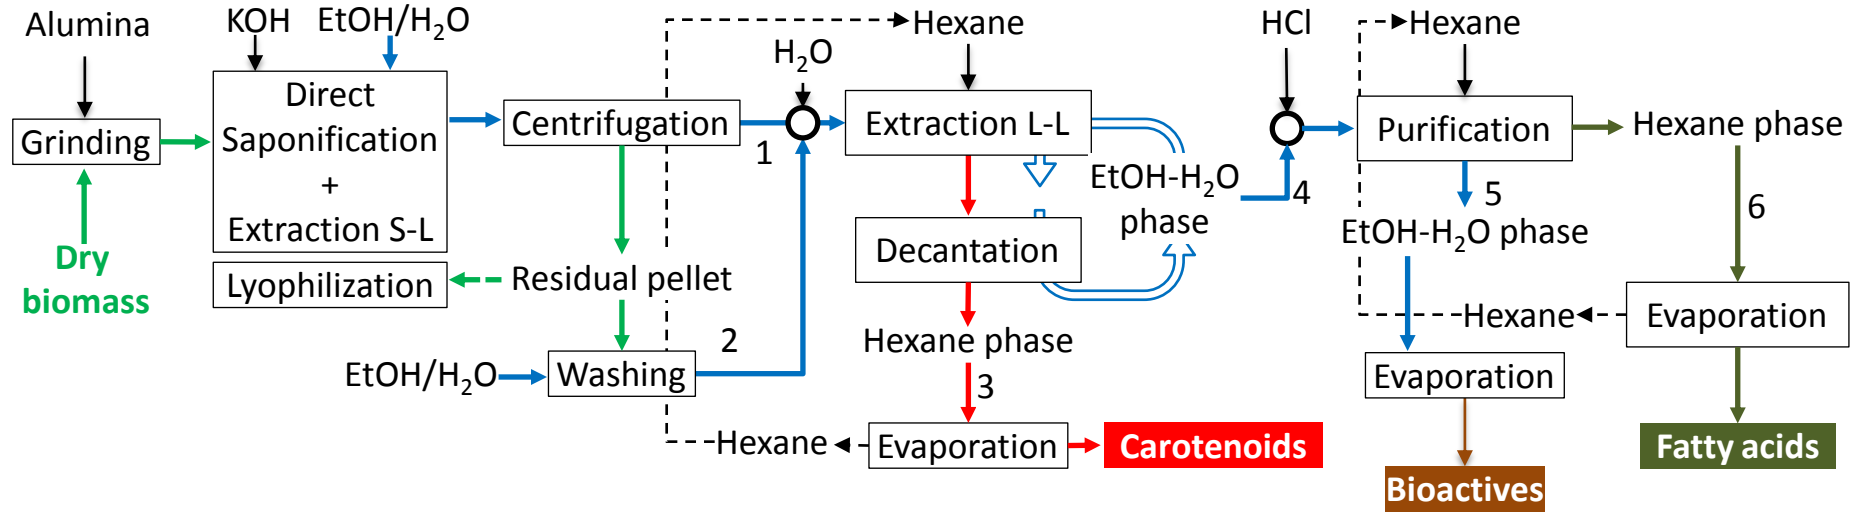 Alumina
KOH
EtOH/H₂O
Hexane
H₂O
HCl
Hexane
Grinding
Direct
Saponification
+
Extraction S-L
Centrifugation
1
Extraction L-L
Purification
Hexane phase
EtOH-H₂O
phase
4
5
6
EtOH-H₂O phase
Dry
biomass
Lyophilization
Residual pellet
Decantation
Hexane
Evaporation
EtOH/H₂O
Washing
2
Hexane phase
3
Evaporation
Hexane
Evaporation
Carotenoids
Fatty acids
Bioactives